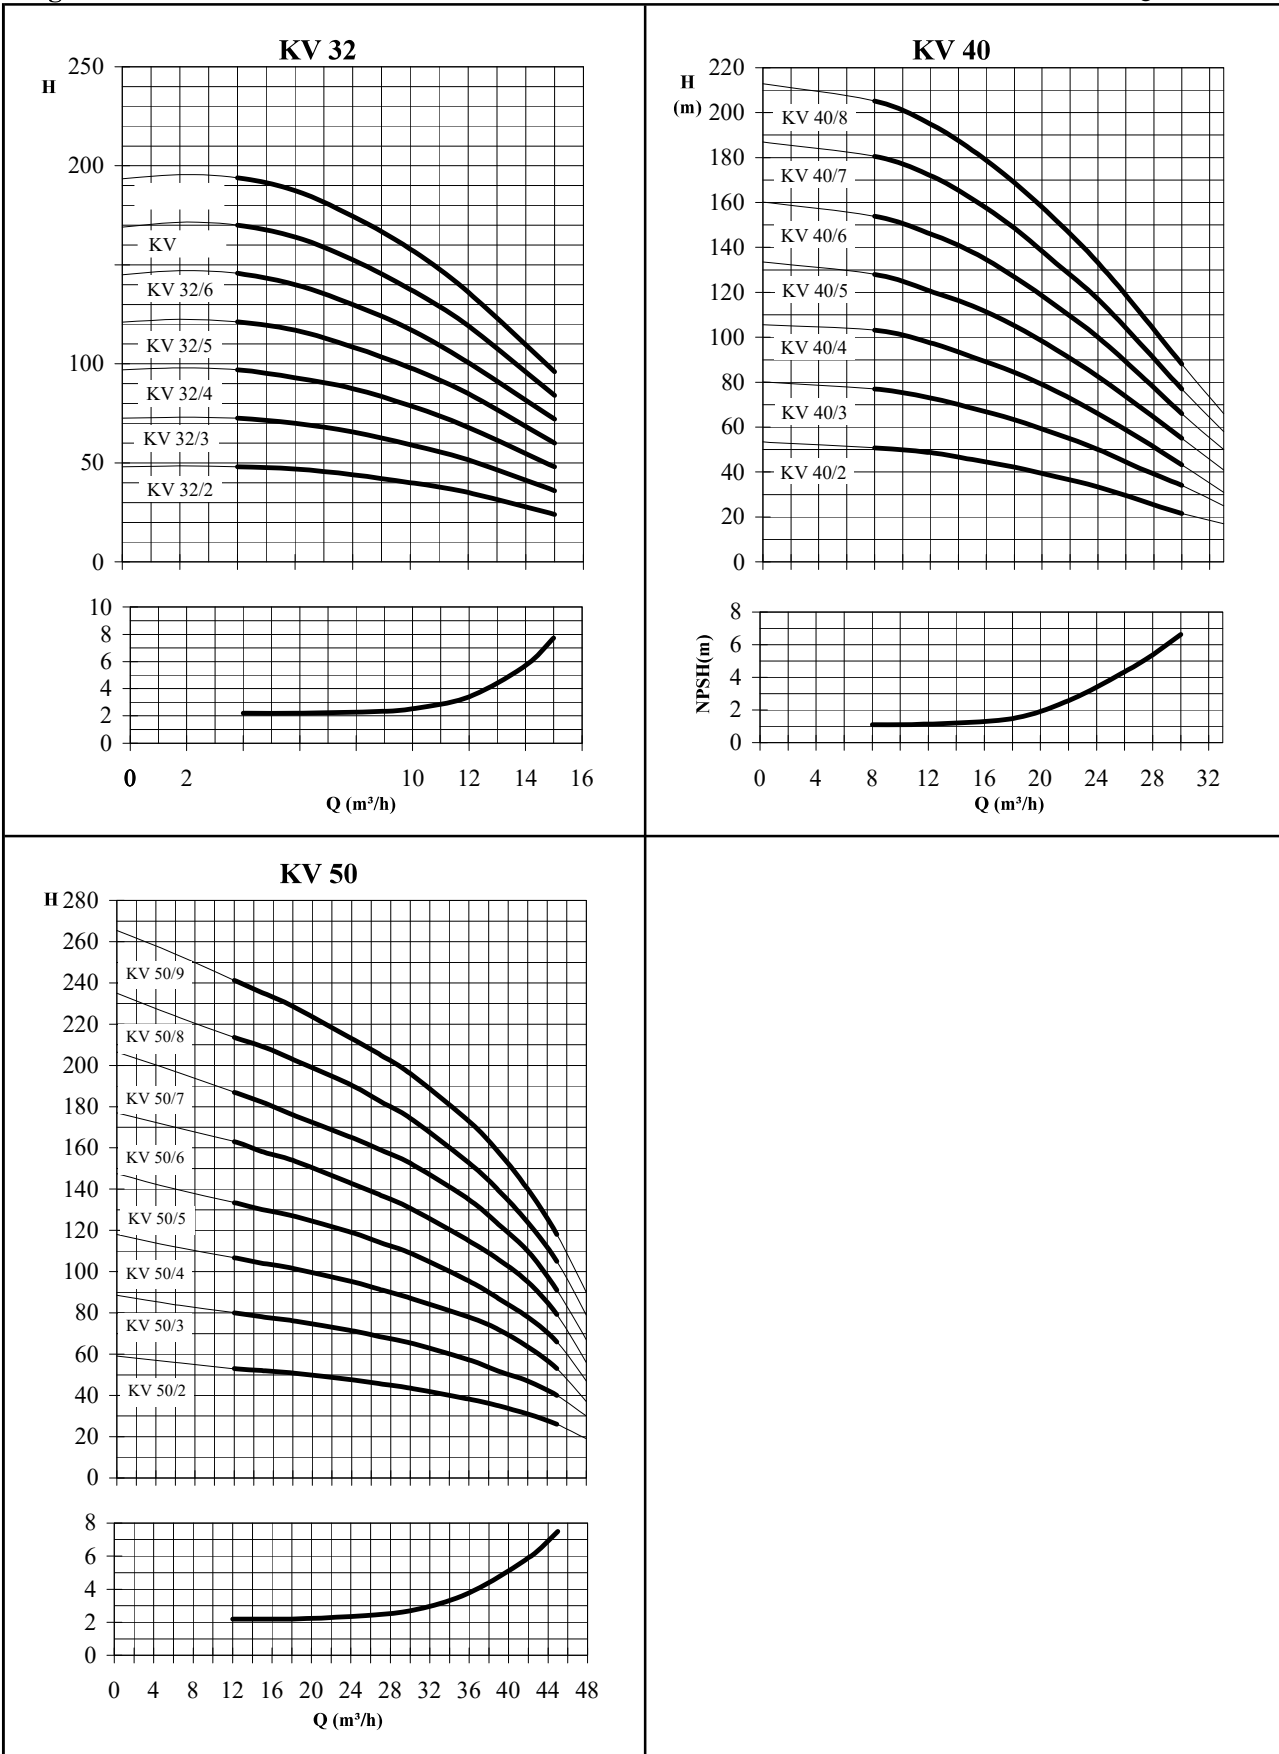 KV 32
H
250
200
100
50
0
KV
KV 32/6
KV 32/5
KV 32/4
KV 32/3
KV 32/2
10
8
6
4
2
0
0 2 10 12 14 16
Q (m³/h)
KV 40
H
(m)
220
200
180
160
140
120
100
80
60
40
20
0
KV 40/8
KV 40/7
KV 40/6
KV 40/5
KV 40/4
KV 40/3
KV 40/2
NPSH(m)
8
6
4
2
0
0 4 8 12 16 20 24 28 32
Q (m³/h)
KV 50
H 280
260
240
220
200
180
160
140
120
100
80
60
40
20
0
KV 50/9
KV 50/8
KV 50/7
KV 50/6
KV 50/5
KV 50/4
KV 50/3
KV 50/2
8
6
4
2
0
0 4 8 12 16 20 24 28 32 36 40 44 48
Q (m³/h)